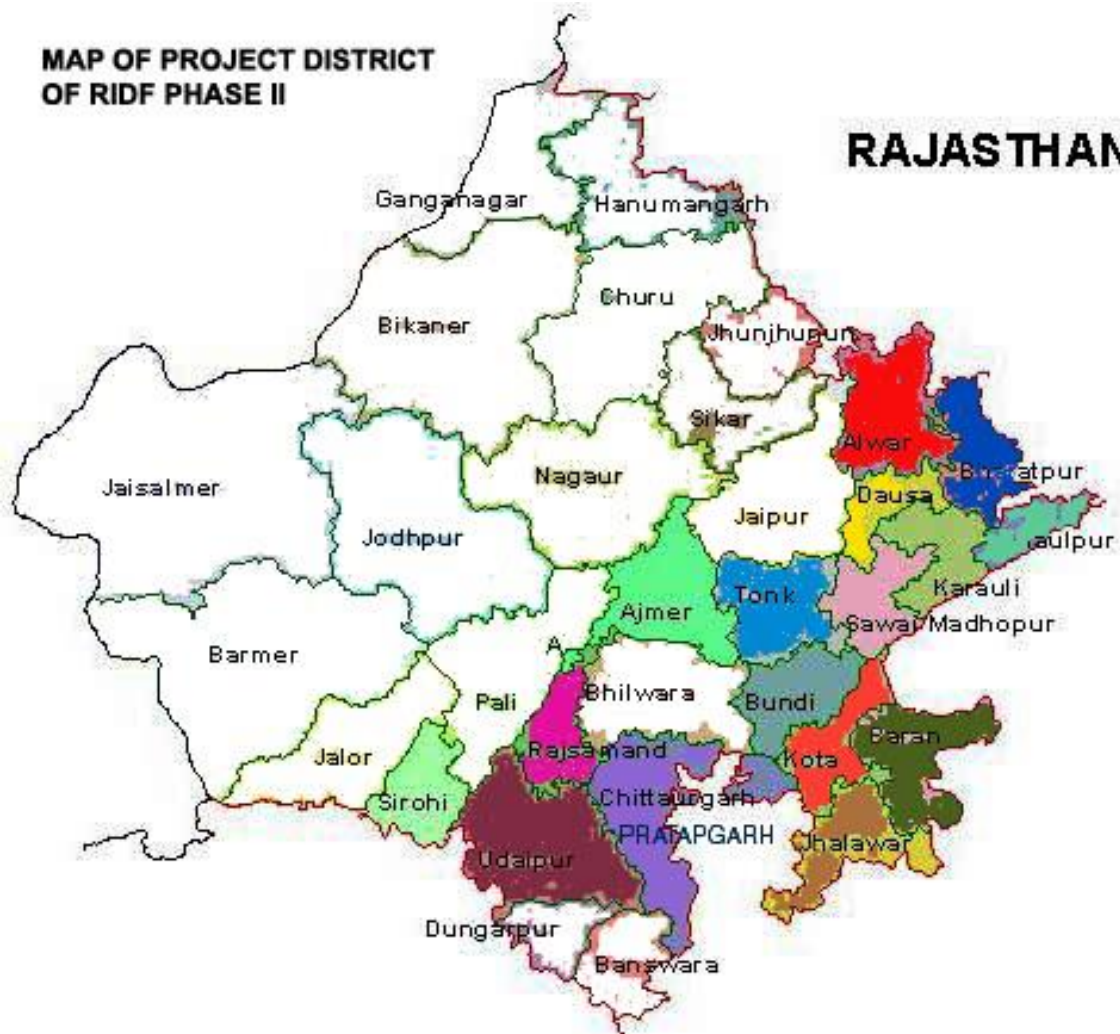 MAP OF PROJECT DISTRICT
OF RIDF PHASE II
RAJASTHAN
Ganganagar
Hanumangarh
Churu
Bikaner
Jhunjhunun
Sikar
Alwar
Bharatpur
Nagaur
Jaisalmer
Dausa
Jaipur
Jodhpur
aulpur
Karauli
Tonk
Ajmer
Sawai Madhopur
A
Barmer
Pali
Bhilwara
Bundi
Baran
Rajsamand
Kota
Jalor
Sirohi
Chittaurgarh
PRATAPGARH
Jhalawar
Udaipur
Dungarpur
Banswara